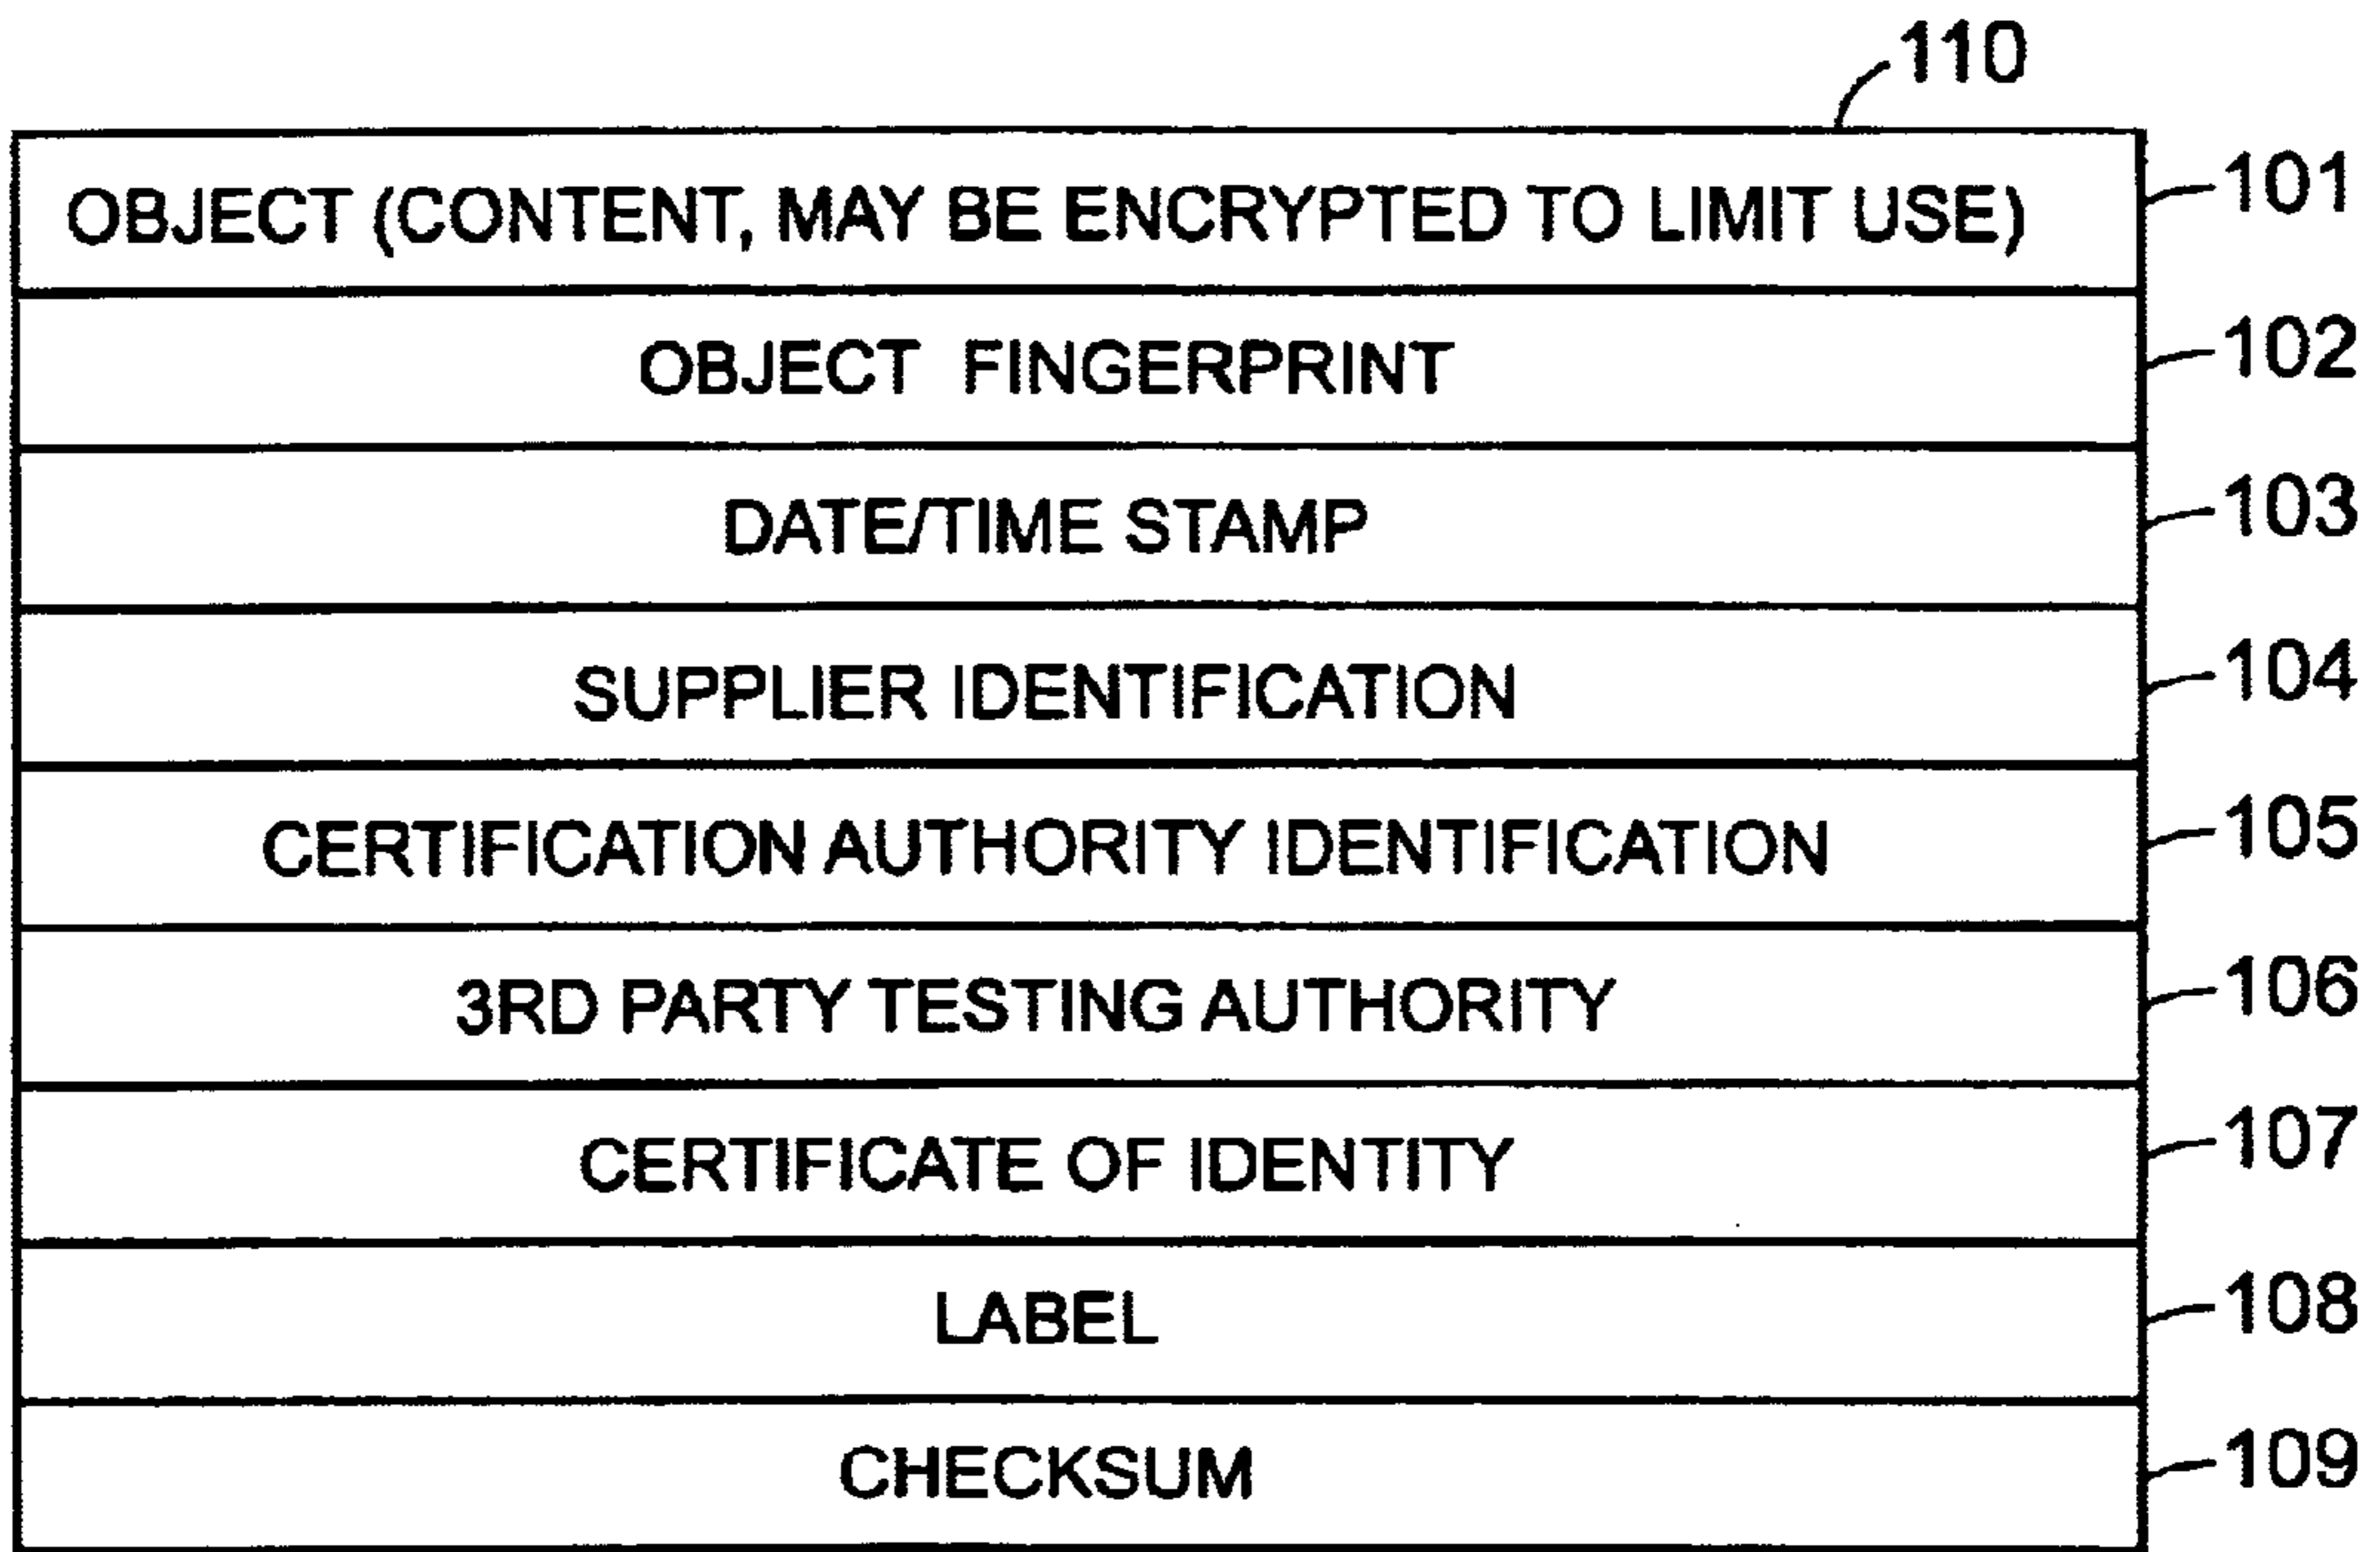 110
OBJECT (CONTENT, MAY BE ENCRYPTED TO LIMIT USE) 101
OBJECT FINGERPRINT 102
DATE/TIME STAMP 103
SUPPLIER IDENTIFICATION 104
CERTIFICATION AUTHORITY IDENTIFICATION 105
3RD PARTY TESTING AUTHORITY 106
CERTIFICATE OF IDENTITY 107
LABEL 108
CHECKSUM 109